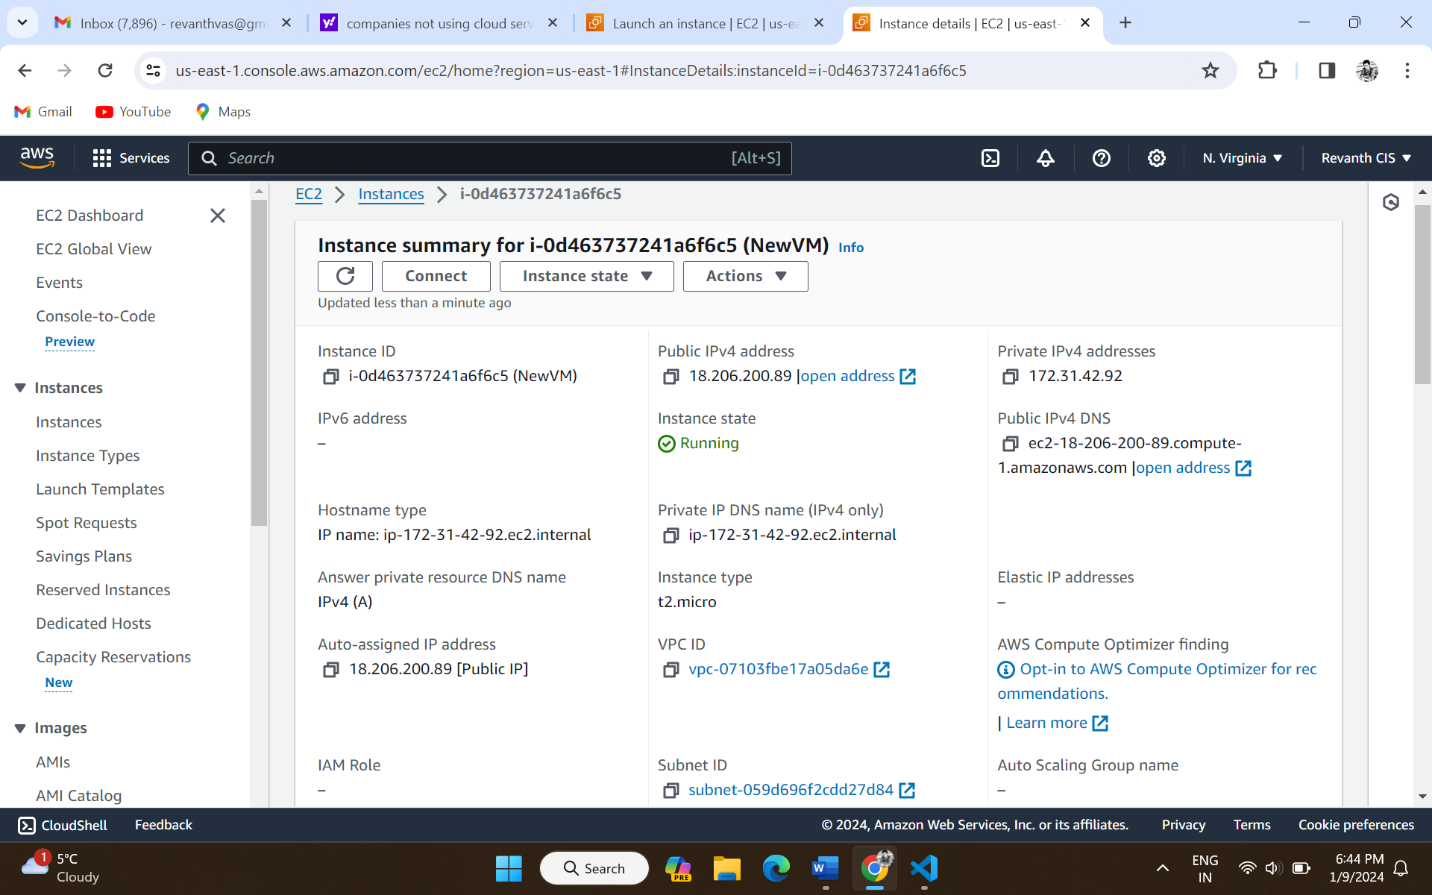 Inbox (7,896) - revanthvas@gm
companies not using cloud serv
Launch an instance | EC2 | us-ea
Instance details | EC2 | us-east-
us-east-1.console.aws.amazon.com/ec2/home?region=us-east-1#InstanceDetails:instanceId=i-0d463737241a6f6c5
Gmail YouTube Maps
aws Services Search [Alt+S] N. Virginia Revanth CIS
EC2 Dashboard
EC2 Global View
Events
Console-to-Code
Preview
Instances
Instances
Instance Types
Launch Templates
Spot Requests
Savings Plans
Reserved Instances
Dedicated Hosts
Capacity Reservations
New
Images
AMIs
AMI Catalog
EC2 > Instances > i-0d463737241a6f6c5
Instance summary for i-0d463737241a6f6c5 (NewVM) Info
Connect Instance state Actions
Updated less than a minute ago
Instance ID
i-0d463737241a6f6c5 (NewVM)
Public IPv4 address
18.206.200.89 |open address
Private IPv4 addresses
172.31.42.92
IPv6 address
–
Instance state
Running
Public IPv4 DNS
ec2-18-206-200-89.compute-
1.amazonaws.com |open address
Hostname type
IP name: ip-172-31-42-92.ec2.internal
Private IP DNS name (IPv4 only)
ip-172-31-42-92.ec2.internal
Answer private resource DNS name
IPv4 (A)
Instance type
t2.micro
Elastic IP addresses
–
Auto-assigned IP address
18.206.200.89 [Public IP]
VPC ID
vpc-07103fbe17a05da6e
AWS Compute Optimizer finding
Opt-in to AWS Compute Optimizer for rec
ommendations.
| Learn more
IAM Role
–
Subnet ID
subnet-059d696f2cdd27d84
Auto Scaling Group name
–
CloudShell Feedback © 2024, Amazon Web Services, Inc. or its affiliates. Privacy Terms Cookie preferences
1
5°C
Cloudy
Search
PRE
ENG
IN
6:44 PM
1/9/2024